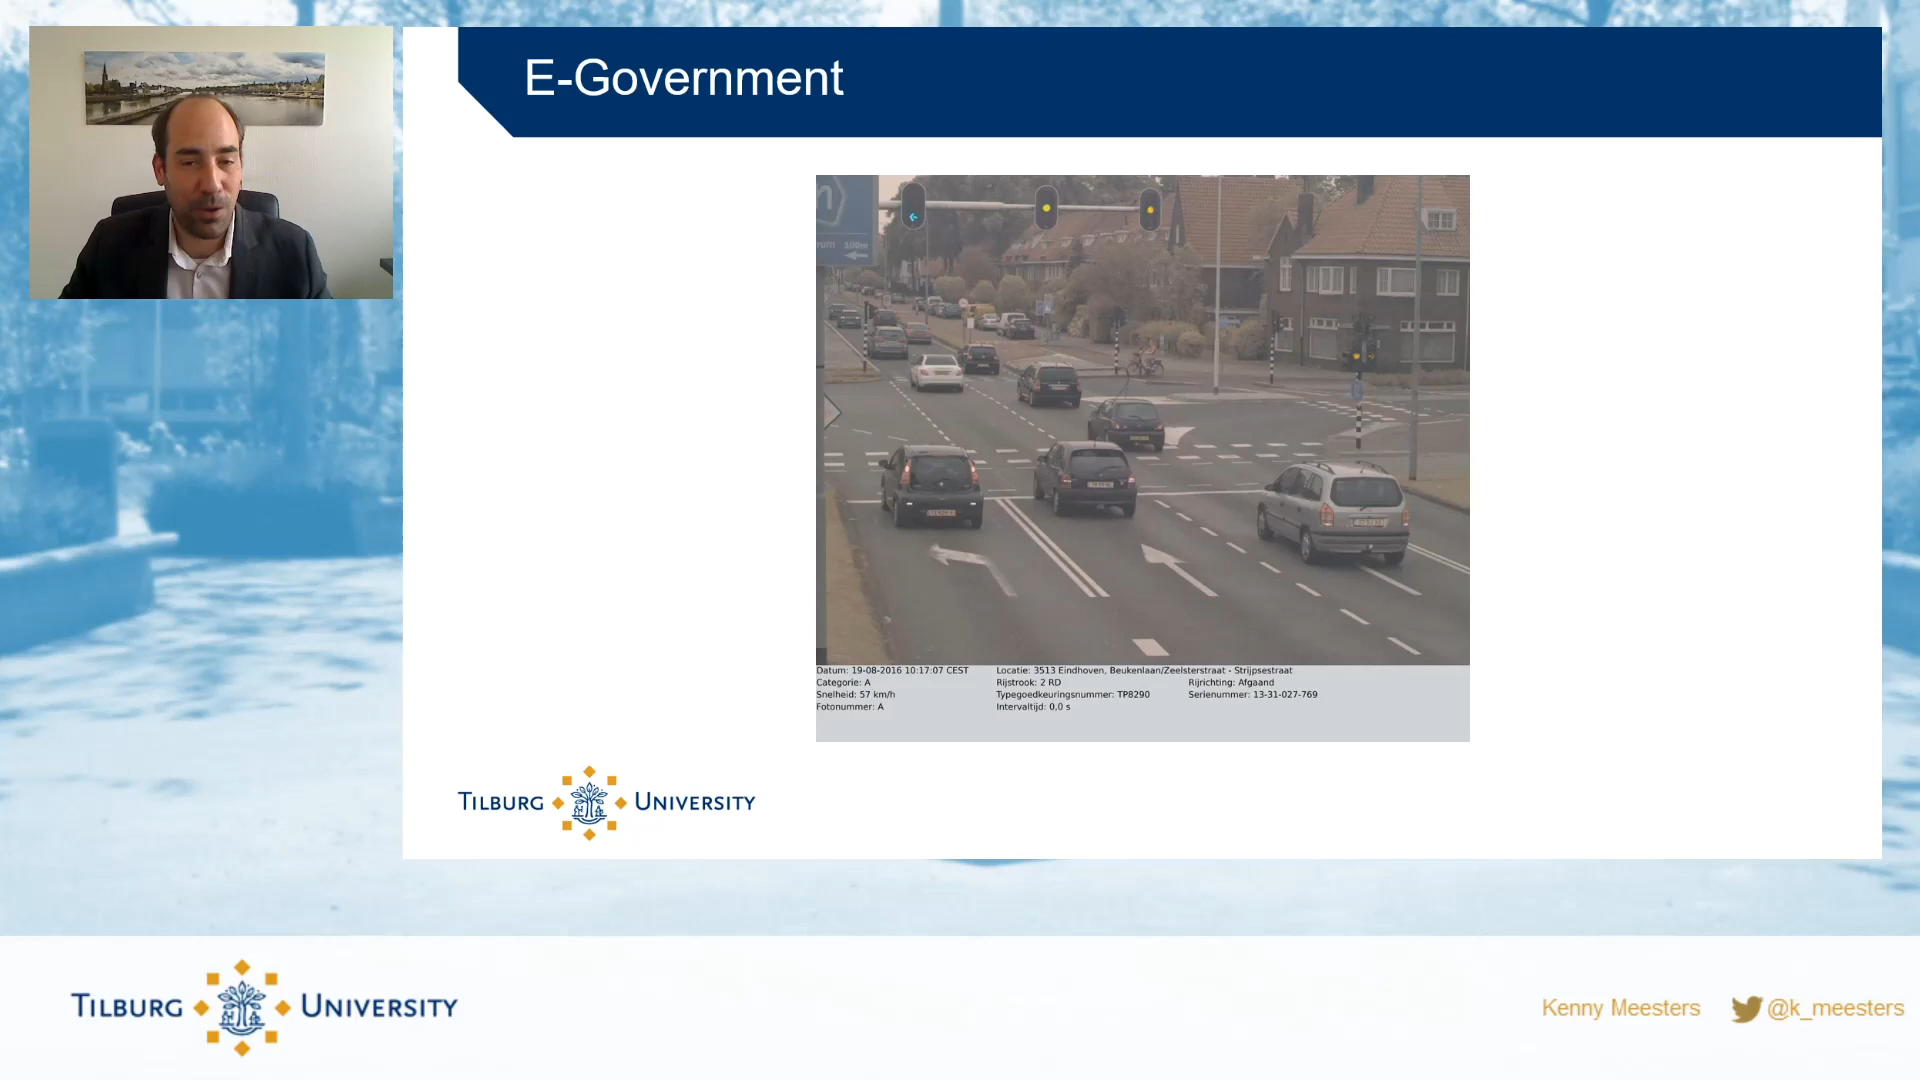 E-Government
rum 100m
Datum: 19-08-2016 10:17:07 CEST
Locatie: 3513 Eindhoven, Beukenlaan/Zeelsterstraat - Strijpsestraat
Categorie: A
Rijstrook: 2 RD
Rijrichting: Afgaand
Snelheid: 57 km/h
Typegoedkeuringsnummer: TP8290
Serienummer: 13-31-027-769
Fotonummer: A
Intervaltijd: 0,0 s
TILBURG UNIVERSITY
TILBURG UNIVERSITY
Kenny Meesters
@k_meesters